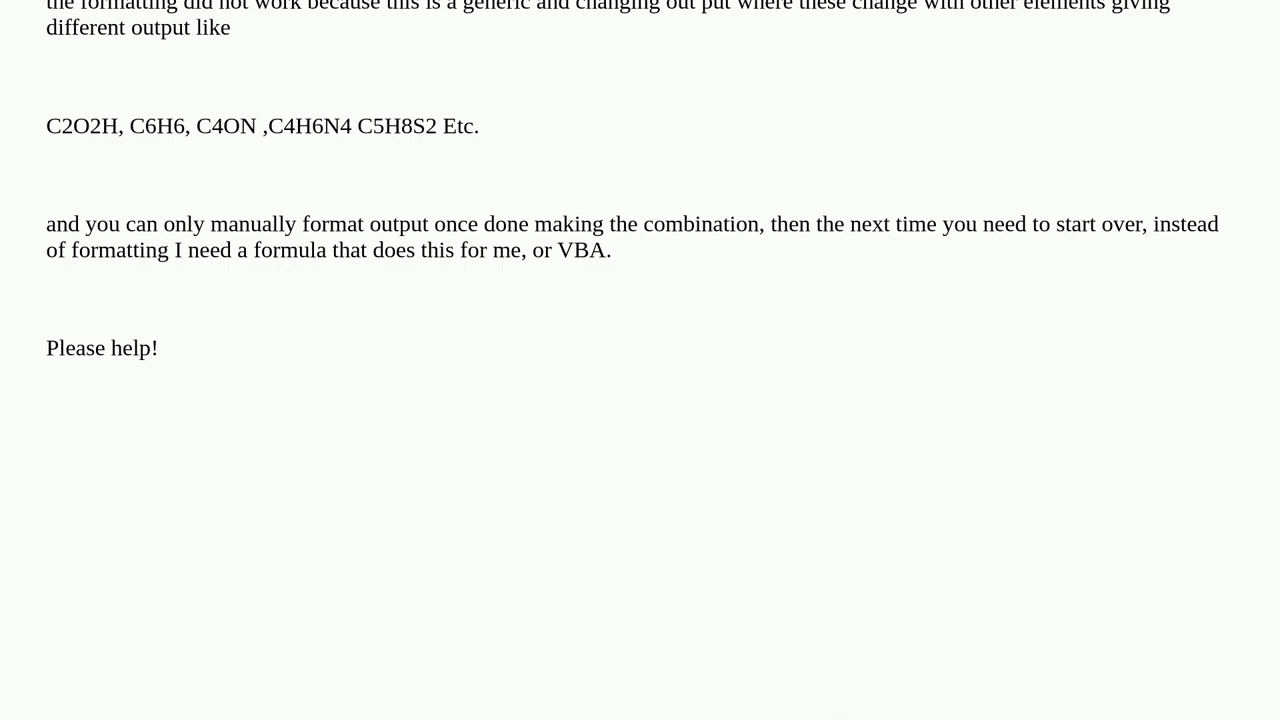 the formatting did not work because this is a generic and changing out put where these change with other elements giving
different output like
C2O2H, C6H6, C4ON ,C4H6N4 C5H8S2 Etc.
and you can only manually format output once done making the combination, then the next time you need to start over, instead
of formatting I need a formula that does this for me, or VBA.
Please help!